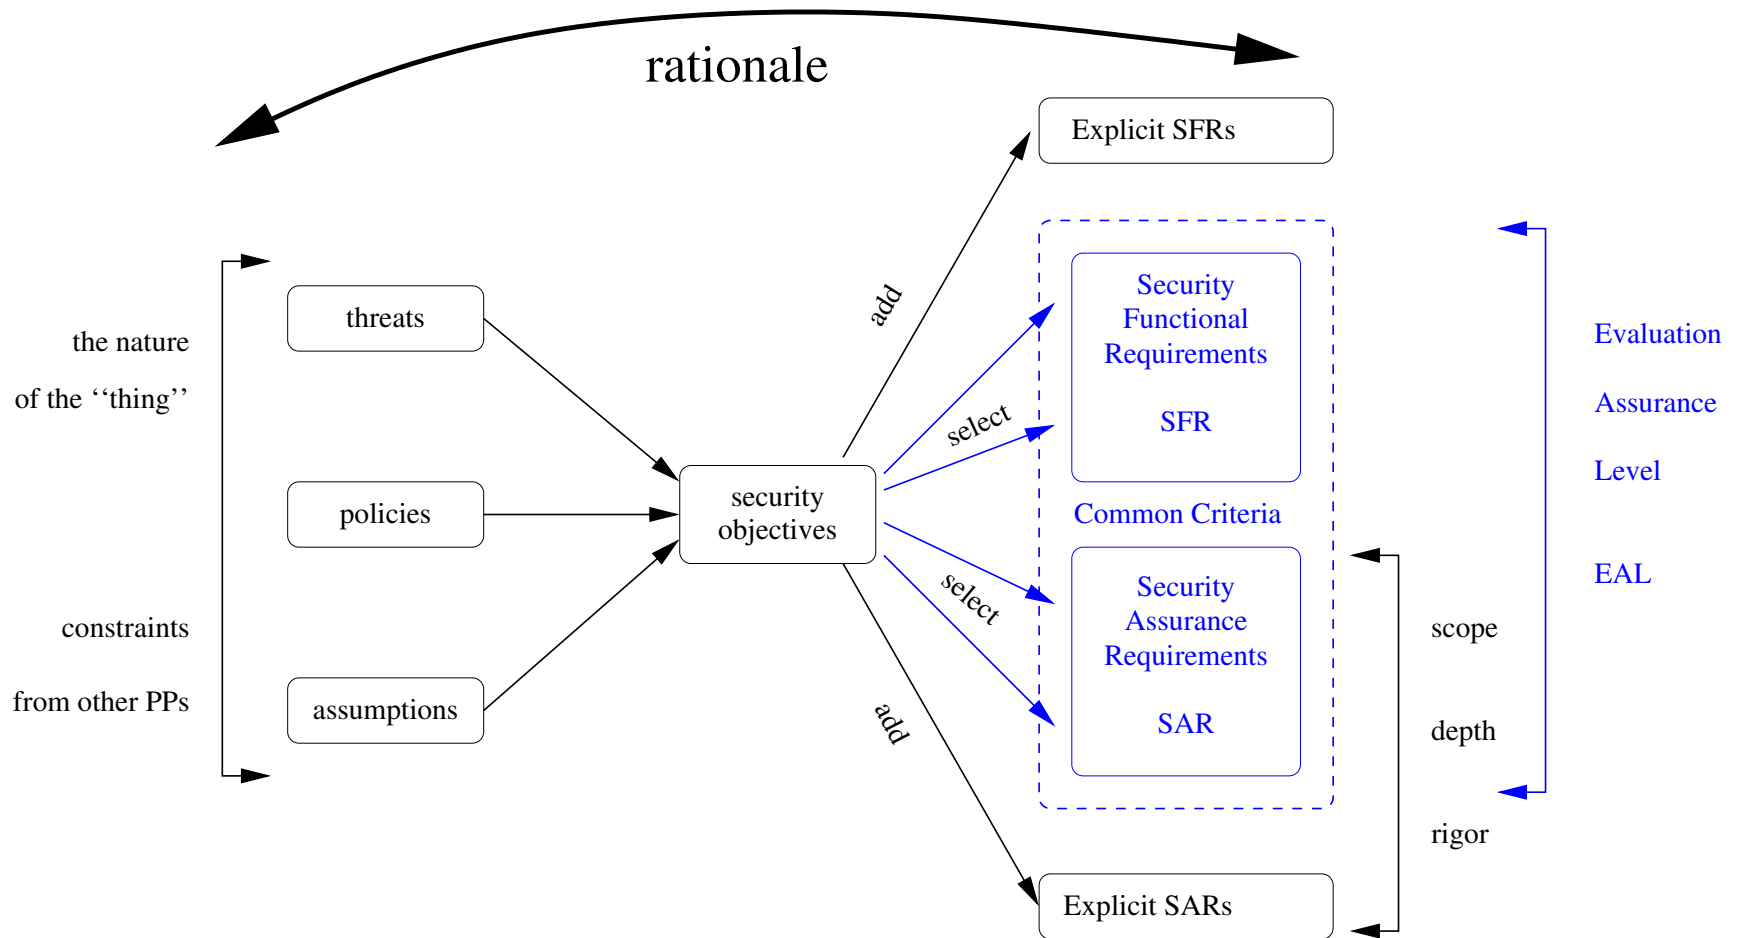 rationale
Explicit SFRs
add
the nature
of the ‘‘thing’’
constraints
from other PPs
threats
policies
assumptions
security
objectives
select
select
add
Security
Functional
Requirements
SFR
Common Criteria
Security
Assurance
Requirements
SAR
Explicit SARs
scope
depth
rigor
Evaluation
Assurance
Level
EAL